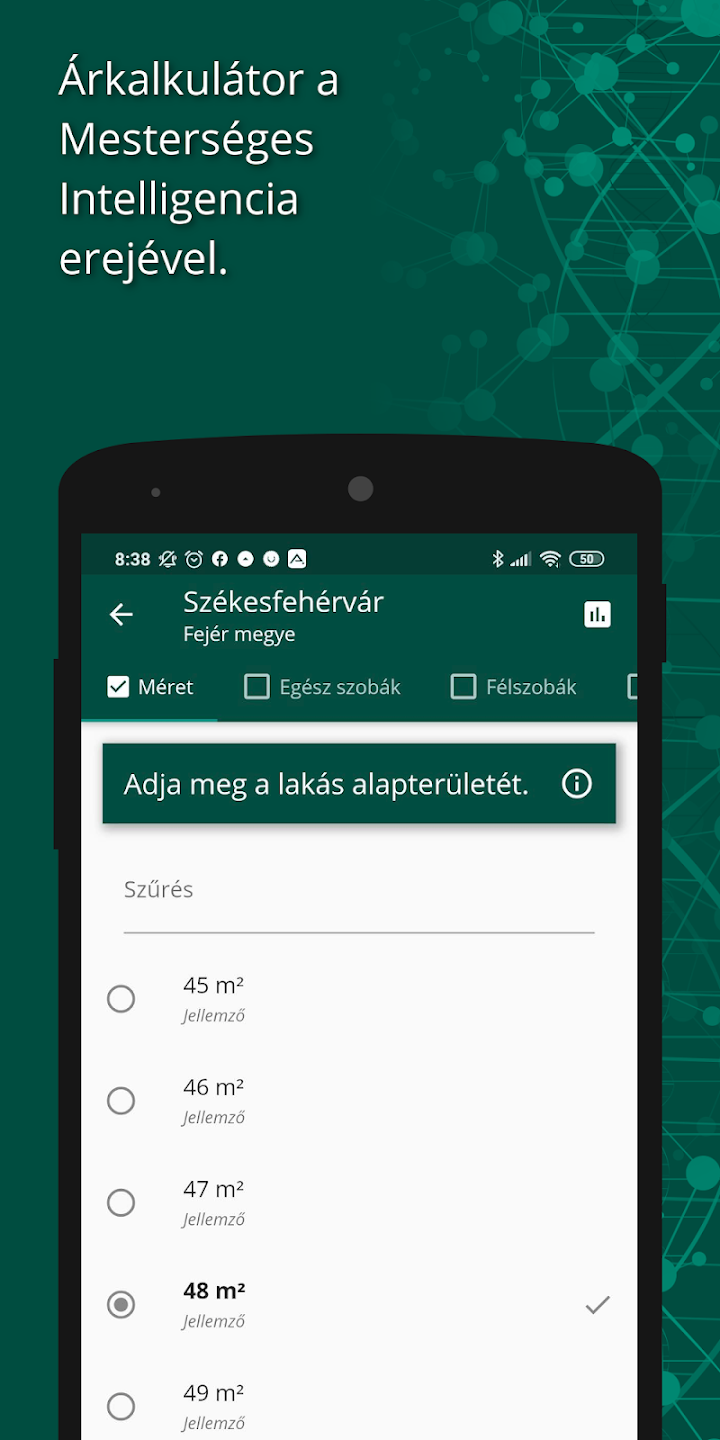 Árkalkulátor a
Mesterséges
Intelligencia
erejével.
8:38
50
Székesfehérvár
Fejér megye
Méret
Egész szobák
Félszobák
Adja meg a lakás alapterületét.
Szűrés
45 m²
Jellemző
46 m²
Jellemző
47 m²
Jellemző
48 m²
Jellemző
49 m²
Jellemző